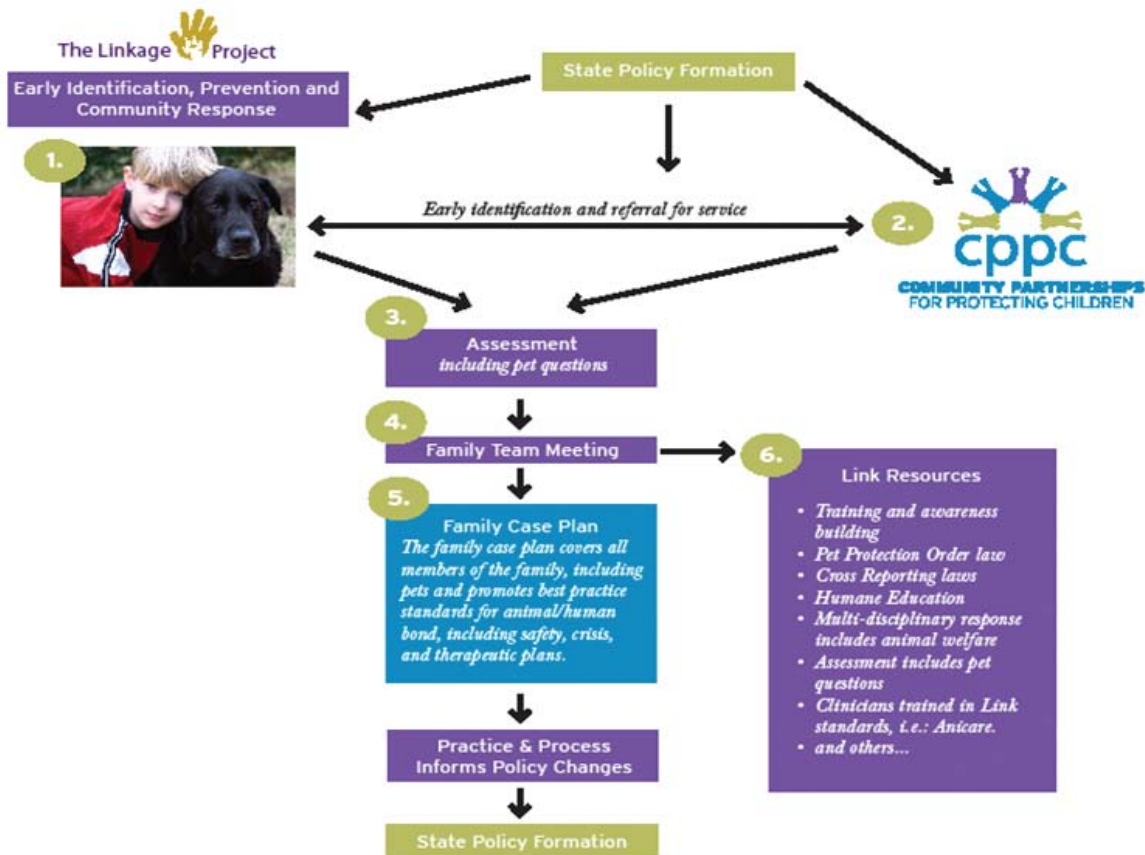 The Linkage Project
Early Identification, Prevention and
Community Response
State Policy Formation
1.
Early identification and referral for service
2.
cppc
COMMUNITY PARTNERSHIPS
FOR PROTECTING CHILDREN
3.
Assessment
including pet questions
4.
Family Team Meeting
5.
Family Case Plan
The family case plan covers all
members of the family, including
pets and promotes best practice
standards for animal/human
bond, including safety, crisis,
and therapeutic plans.
6.
Link Resources
• Training and awareness
building
• Pet Protection Order law
• Cross Reporting laws
• Humane Education
• Multi-disciplinary response
includes animal welfare
• Assessment includes pet
questions
• Clinicians trained in Link
standards, i.e.: Anicare.
• and others...
Practice & Process
Informs Policy Changes
State Policy Formation